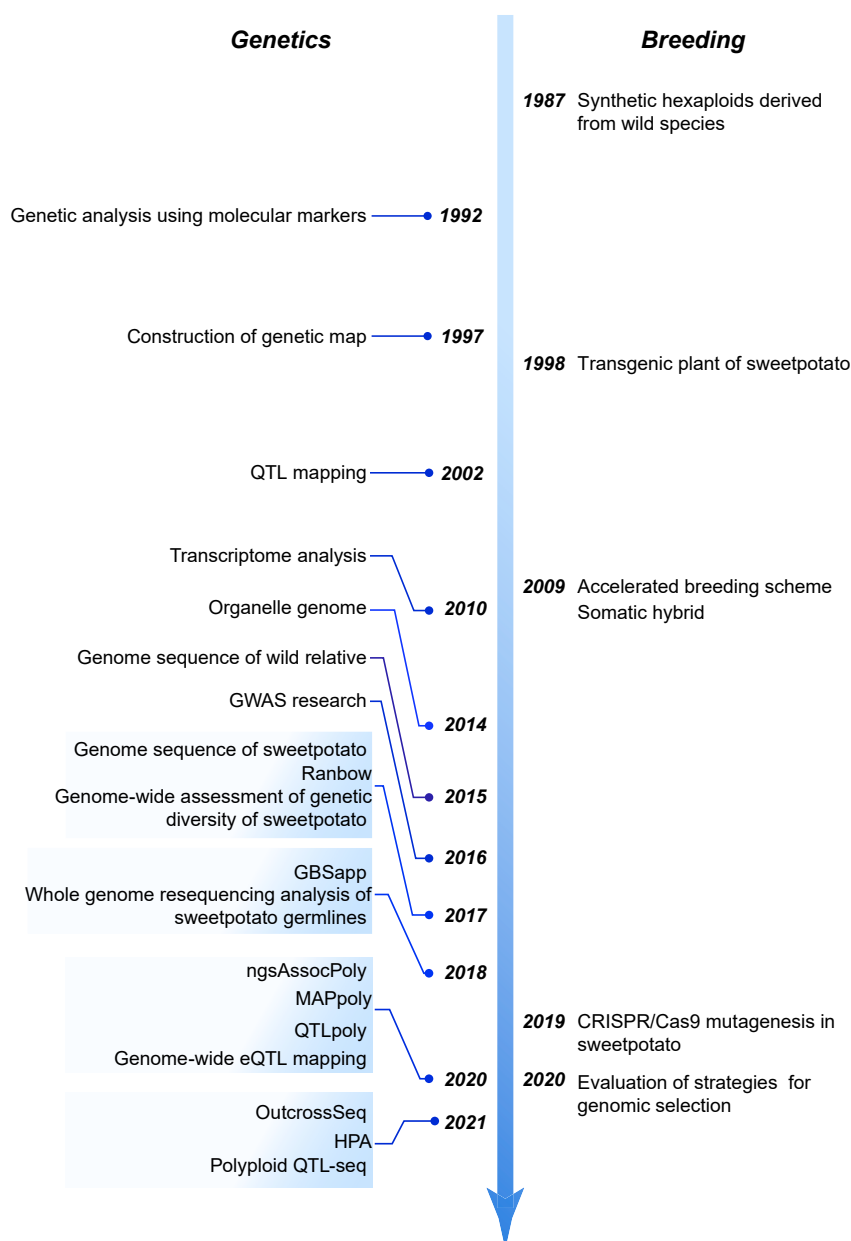 Genetics
Breeding
1987 Synthetic hexaploids derived
from wild species
Genetic analysis using molecular markers 1992
Construction of genetic map 1997
1998 Transgenic plant of sweetpotato
QTL mapping 2002
Transcriptome analysis
2009 Accelerated breeding scheme
Organelle genome 2010
Somatic hybrid
Genome sequence of wild relative
GWAS research
2014
Genome sequence of sweetpotato
Ranbow
Genome-wide assessment of genetic
2015
diversity of sweetpotato
2016
GBSapp
Whole genome resequencing analysis of
sweetpotato germlines
2017
ngsAssocPoly
2018
MAPpoly
QTLpoly
2019 CRISPR/Cas9 mutagenesis in
sweetpotato
Genome-wide eQTL mapping
2020
2020 Evaluation of strategies for
genomic selection
OutcrossSeq
2021
HPA
Polyploid QTL-seq